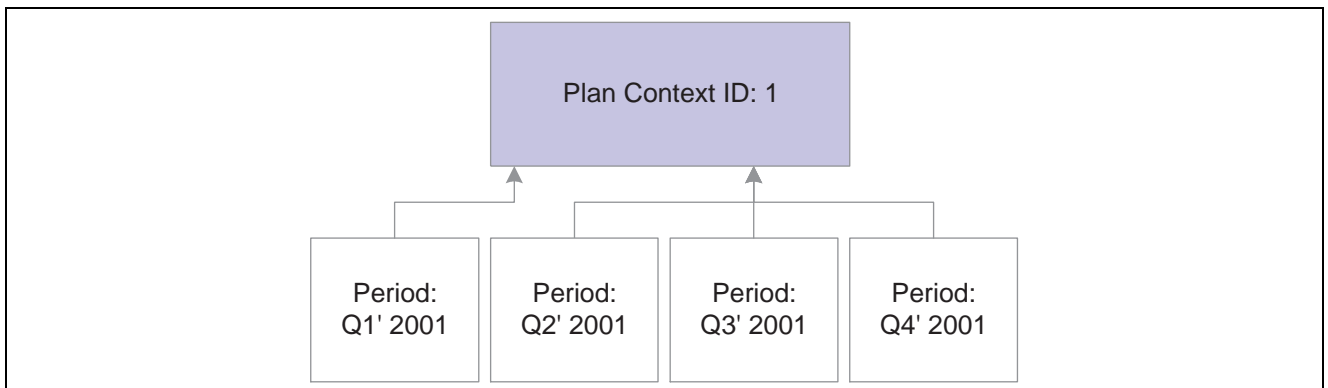 Plan Context ID: 1
Period:
Q1' 2001
Period:
Q2' 2001
Period:
Q3' 2001
Period:
Q4' 2001